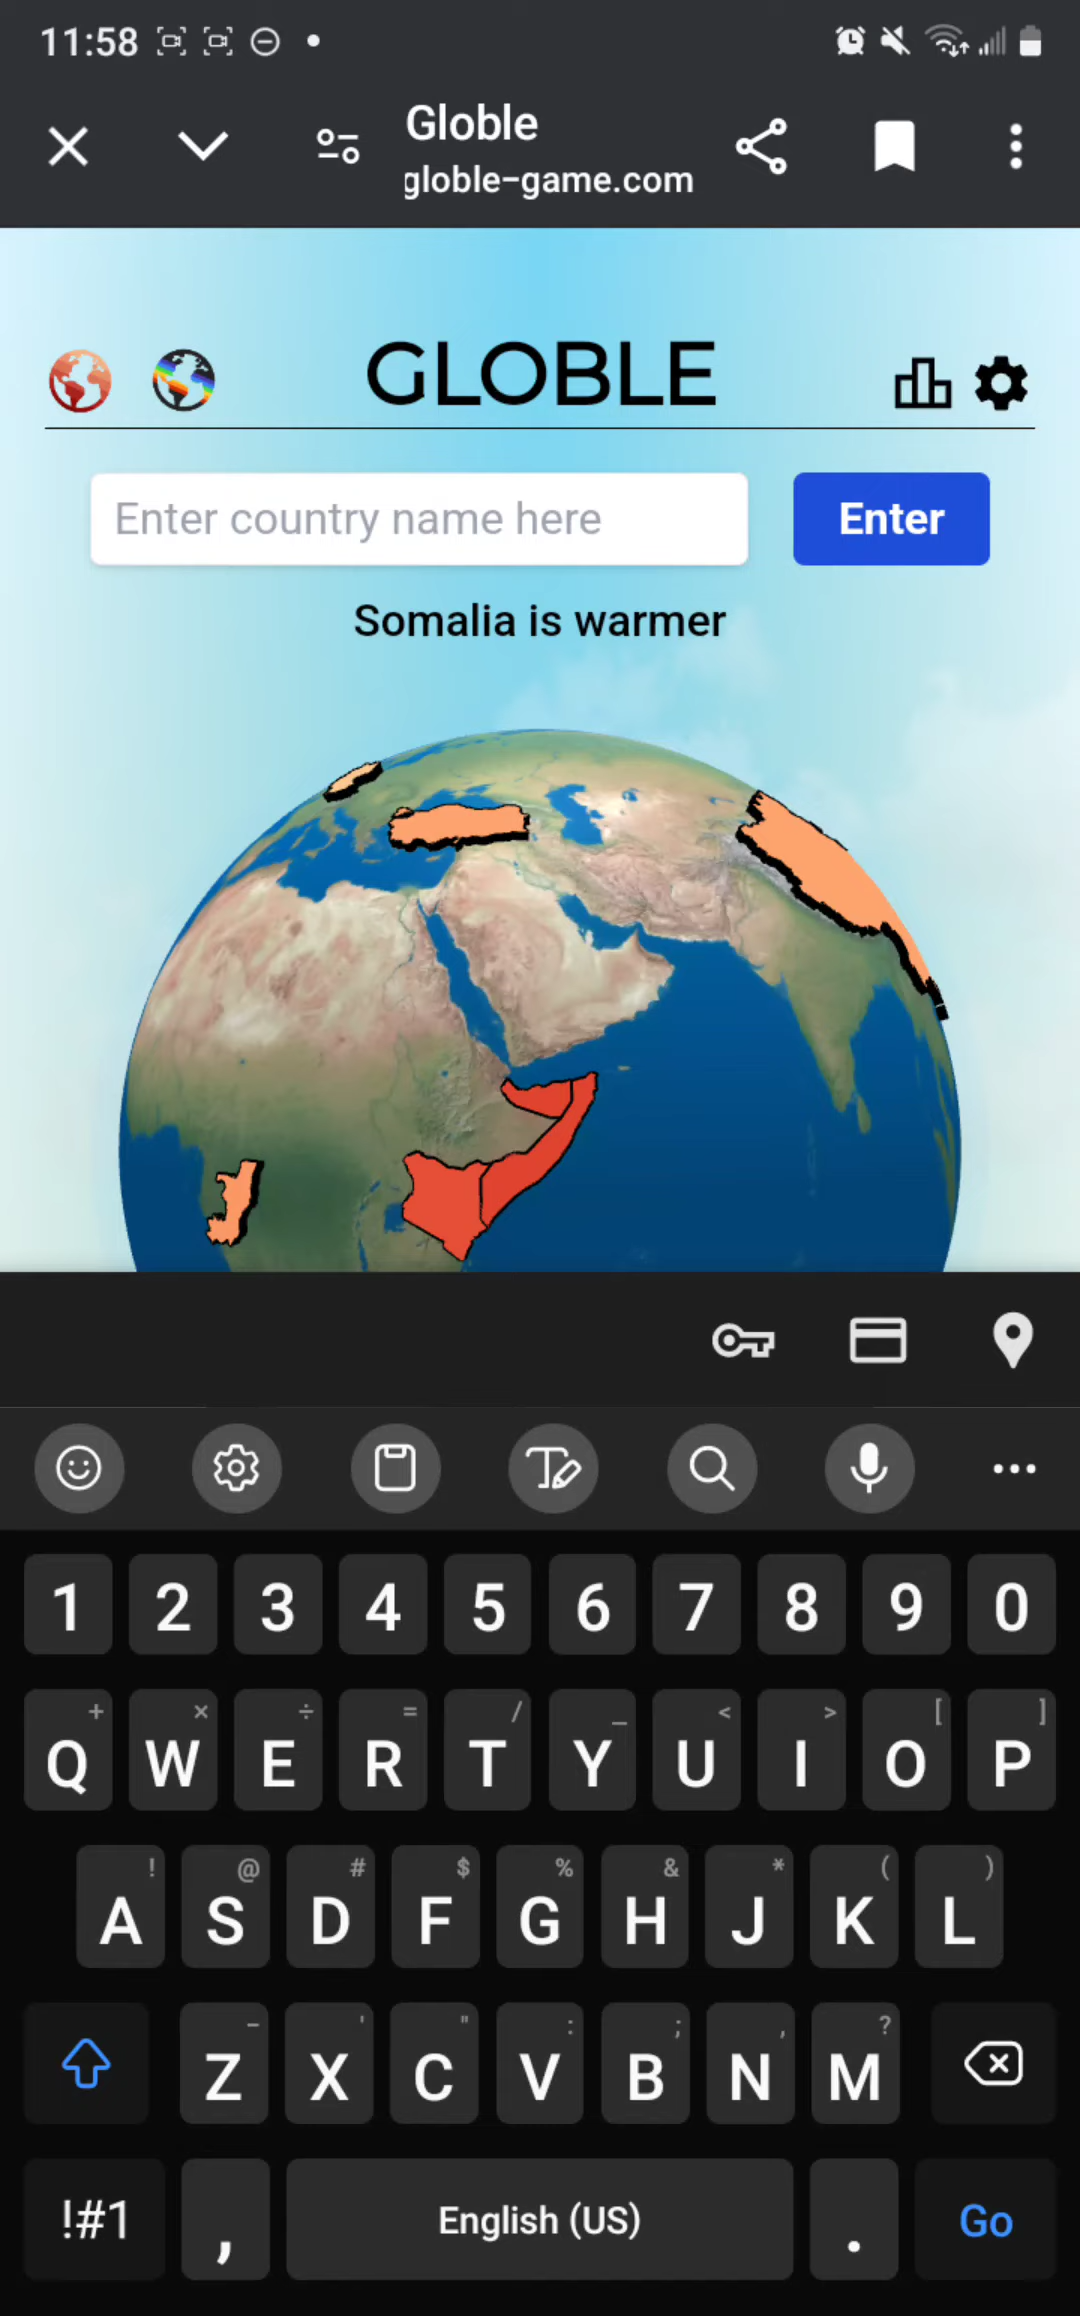 11:58
Globle
globle-game.com
GLOBLE
Enter country name here
Enter
Somalia is warmer
1 2 3 4 5 6 7 8 9 0
+ × ÷ = / _ < > [ ]
Q W E R T Y U I O P
! @ # $ % & * ( )
A S D F G H J K L
- ' " : ; , ?
Z X C V B N M
!#1 , English (US) . Go